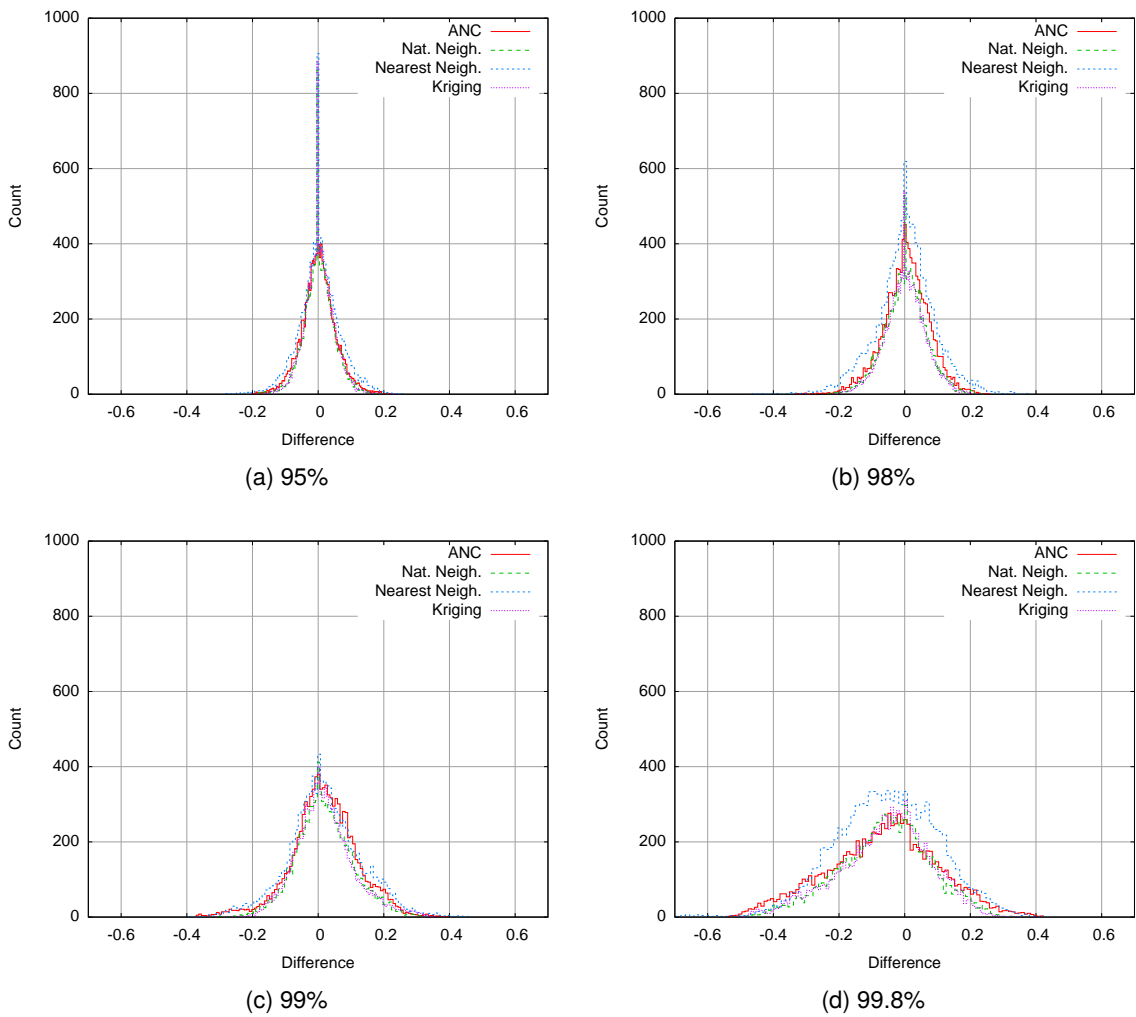 1000
800
600
400
200
0
Count
-0.6 -0.4 -0.2 0 0.2 0.4 0.6
Difference
ANC
Nat. Neigh.
Nearest Neigh.
Kriging
(a) 95%
1000
800
600
400
200
0
Count
-0.6 -0.4 -0.2 0 0.2 0.4 0.6
Difference
ANC
Nat. Neigh.
Nearest Neigh.
Kriging
(b) 98%
1000
800
600
400
200
0
Count
-0.6 -0.4 -0.2 0 0.2 0.4 0.6
Difference
ANC
Nat. Neigh.
Nearest Neigh.
Kriging
(c) 99%
1000
800
600
400
200
0
Count
-0.6 -0.4 -0.2 0 0.2 0.4 0.6
Difference
ANC
Nat. Neigh.
Nearest Neigh.
Kriging
(d) 99.8%